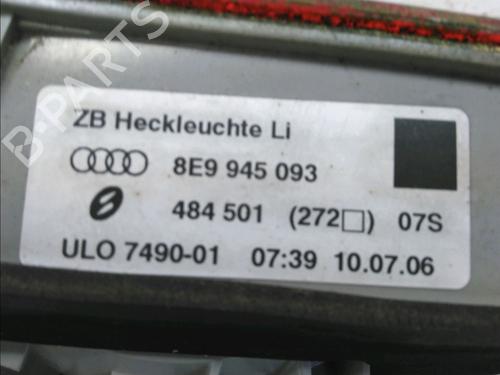 ZB Heckleuchte Li
8E9 945 093
484 501 (272□) 07S
ULO 7490-01 07:39 10.07.06
B-PARTS